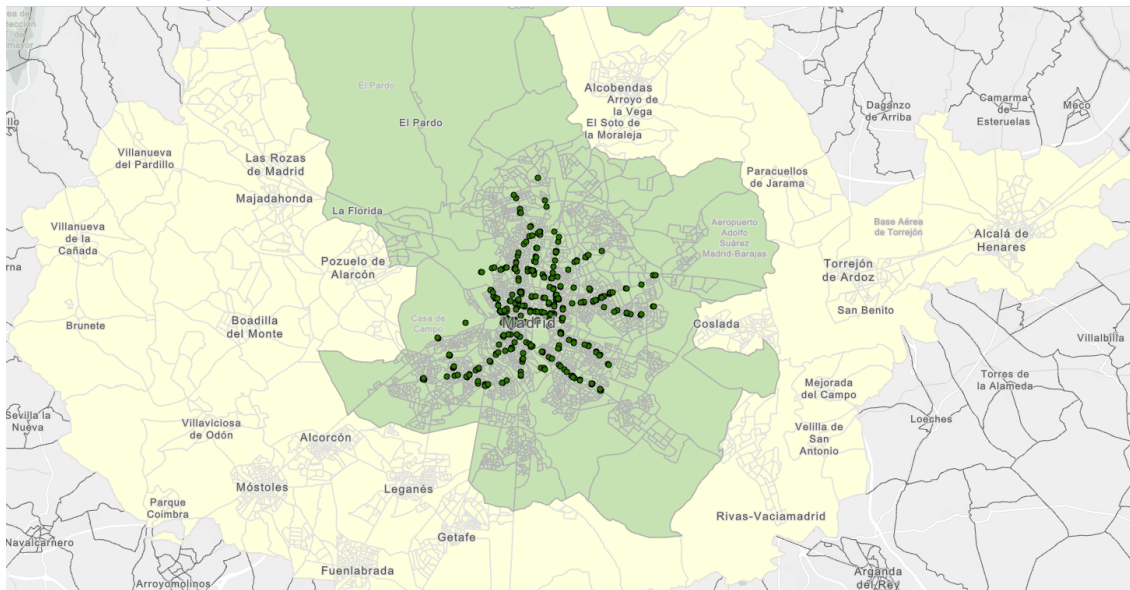 El Pardo
El Pardo
Alcobendas
Arroyo de
la Vega
El Soto de
la Moraleja
Daganzo
de Arriba
Camarma
de
Esteruelas
Meco
Villanueva
del Pardillo
Las Rozas
de Madrid
Majadahonda
Paracuellos
de Jarama
La Florida
Villanueva
de la
Cañada
Pozuelo de
Alarcón
Aeropuerto
Adolfo
Suárez
Madrid-Barajas
Base Aérea
de Torrejón
Alcalá de
Henares
Torrejón
de Ardoz
San Benito
Brunete
Boadilla
del Monte
Casa de
Campo
Madrid
Coslada
Villalbilla
Torres de
la Alameda
Mejorada
del Campo
Loeches
Velilla de
San
Antonio
Sevilla la
Nueva
Villaviciosa
de Odón
Alcorcón
Móstoles
Leganés
Parque
Coimbra
Getafe
Rivas-Vaciamadrid
Navalcarnero
Fuenlabrada
Arroyomolinos
Arganda
del Rey